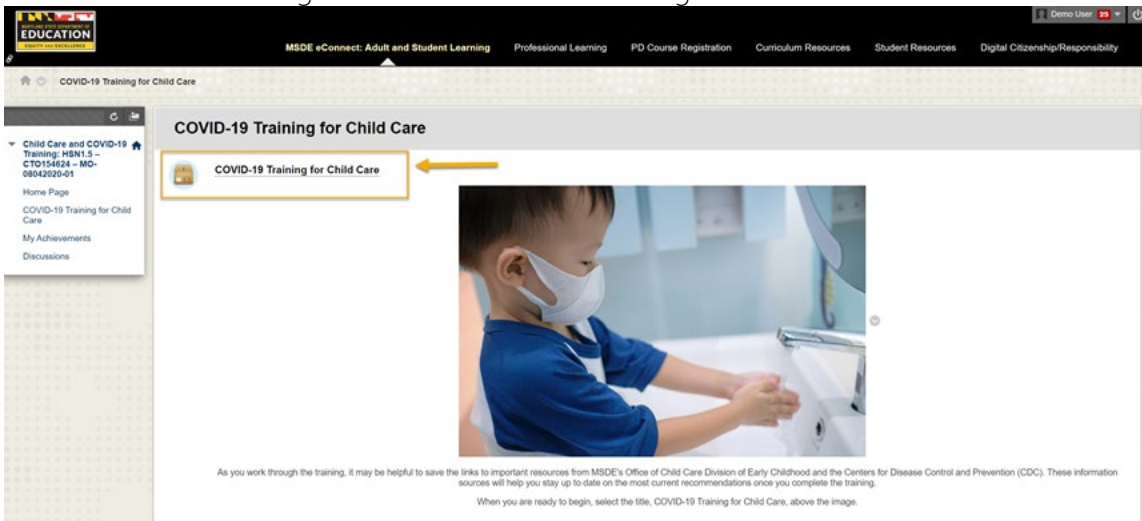 EDUCATION
EQUITY AND EXCELLENCE
Demo User 25
MSDE eConnect: Adult and Student Learning
Professional Learning
PD Course Registration
Curriculum Resources
Student Resources
Digital Citizenship/Responsibility
COVID-19 Training for Child Care
Child Care and COVID-19
Training: HSN1.5 –
CTO154624 – MO-
08042020-01
Home Page
COVID-19 Training for Child
Care
My Achievements
Discussions
COVID-19 Training for Child Care
COVID-19 Training for Child Care
As you work through the training, it may be helpful to save the links to important resources from MSDE's Office of Child Care Division of Early Childhood and the Centers for Disease Control and Prevention (CDC). These information
sources will help you stay up to date on the most current recommendations once you complete the training.
When you are ready to begin, select the title, COVID-19 Training for Child Care, above the image.